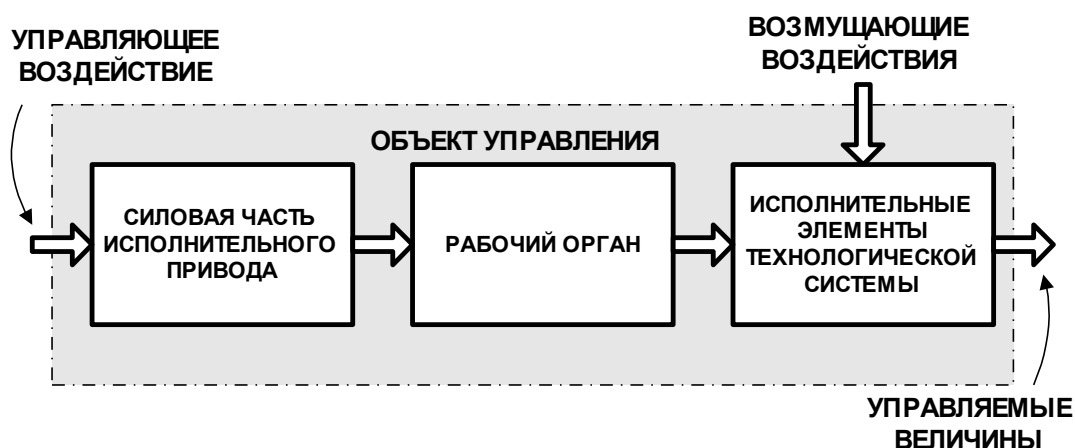 УПРАВЛЯЮЩЕЕ
ВОЗДЕЙСТВИЕ
ВОЗМУЩАЮЩИЕ
ВОЗДЕЙСТВИЯ
ОБЪЕКТ УПРАВЛЕНИЯ
СИЛОВАЯ ЧАСТЬ
ИСПОЛНИТЕЛЬНОГО
ПРИВОДА
РАБОЧИЙ ОРГАН
ИСПОЛНИТЕЛЬНЫЕ
ЭЛЕМЕНТЫ
ТЕХНОЛОГИЧЕСКОЙ
СИСТЕМЫ
УПРАВЛЯЕМЫЕ
ВЕЛИЧИНЫ